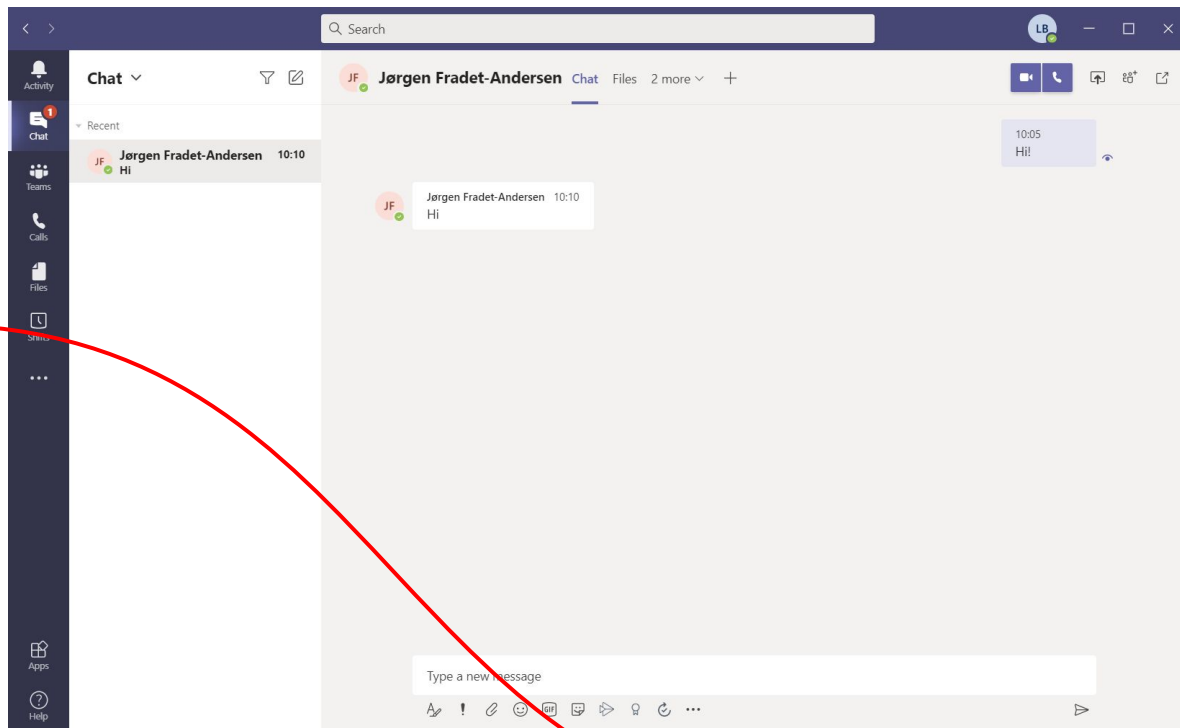 Search
LB
Activity
1
Chat
Teams
Calls
Files
Shifts
Apps
Help
Chat
Recent
JF
Jørgen Fradet-Andersen 10:10
Hi
JF
Jørgen Fradet-Andersen Chat Files 2 more
10:05
Hi!
JF
Jørgen Fradet-Andersen 10:10
Hi
Type a new message
GIF